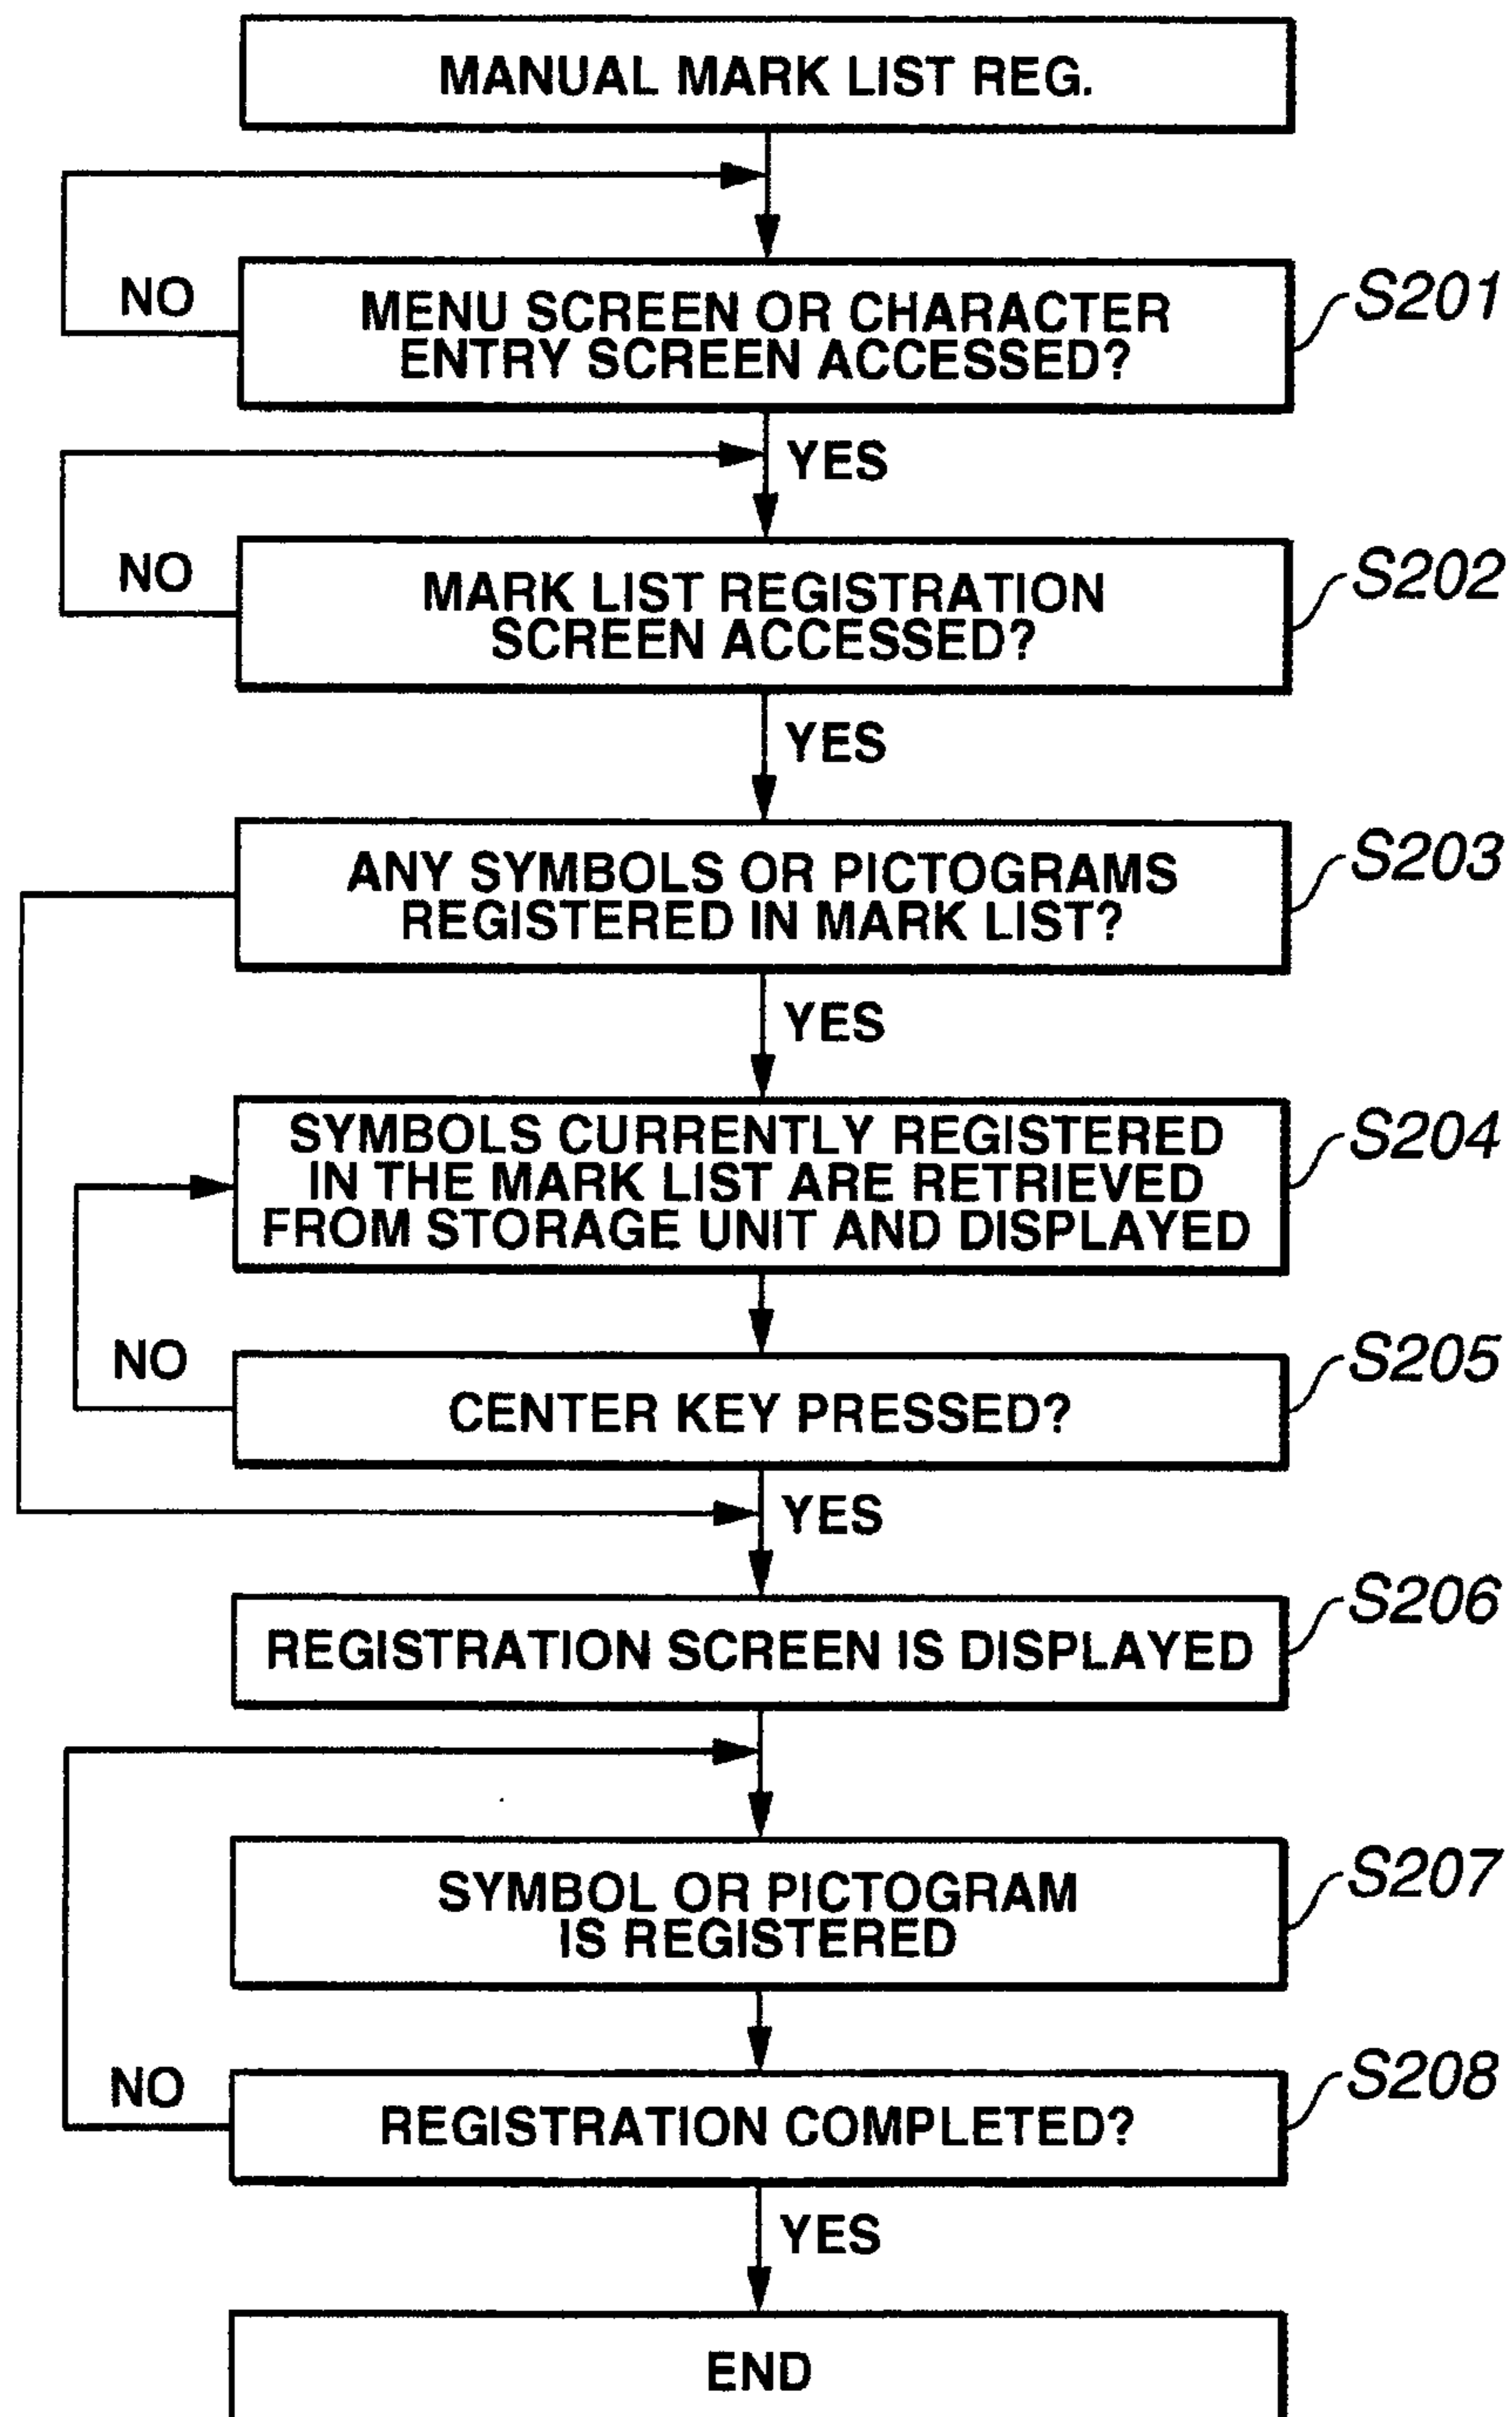 MANUAL MARK LIST REG.
NO
MENU SCREEN OR CHARACTER
ENTRY SCREEN ACCESSED?
S201
YES
NO
MARK LIST REGISTRATION
SCREEN ACCESSED?
S202
YES
ANY SYMBOLS OR PICTOGRAMS
REGISTERED IN MARK LIST?
S203
YES
SYMBOLS CURRENTLY REGISTERED
IN THE MARK LIST ARE RETRIEVED
FROM STORAGE UNIT AND DISPLAYED
S204
NO
CENTER KEY PRESSED?
S205
YES
REGISTRATION SCREEN IS DISPLAYED
S206
SYMBOL OR PICTOGRAM
IS REGISTERED
S207
NO
REGISTRATION COMPLETED?
S208
YES
END